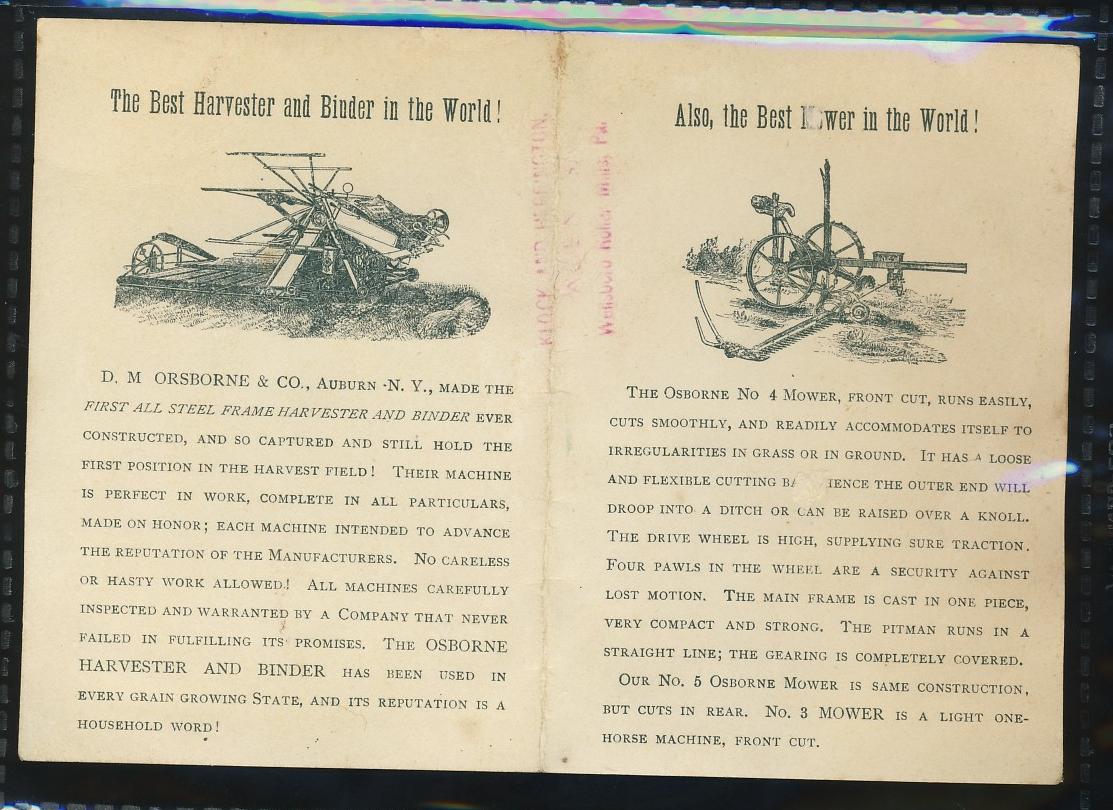 The Best Harvester and Binder in the World!
D. M ORSBORNE & CO., Auburn -N. Y., made the
FIRST ALL STEEL FRAME HARVESTER AND BINDER ever
constructed, and so captured and still hold the
first position in the harvest field! Their machine
is perfect in work, complete in all particulars,
made on honor; each machine intended to advance
the reputation of the Manufacturers. No careless
or hasty work allowed! All machines carefully
inspected and warranted by a Company that never
failed in fulfilling its promises. The OSBORNE
HARVESTER AND BINDER has been used in
every grain growing State, and its reputation is a
household word!
KLOCK AND
Wellsboro Roller Mills, Pa.
Also, the Best wer in the World!
The Osborne No 4 Mower, front cut, runs easily,
cuts smoothly, and readily accommodates itself to
irregularities in grass or in ground. It has a loose
and flexible cutting ba ience the outer end will
droop into a ditch or can be raised over a knoll.
The drive wheel is high, supplying sure traction.
Four pawls in the wheel are a security against
lost motion. The main frame is cast in one piece,
very compact and strong. The pitman runs in a
straight line; the gearing is completely covered.
Our No. 5 Osborne Mower is same construction,
but cuts in rear. No. 3 MOWER is a light one-
horse machine, front cut.